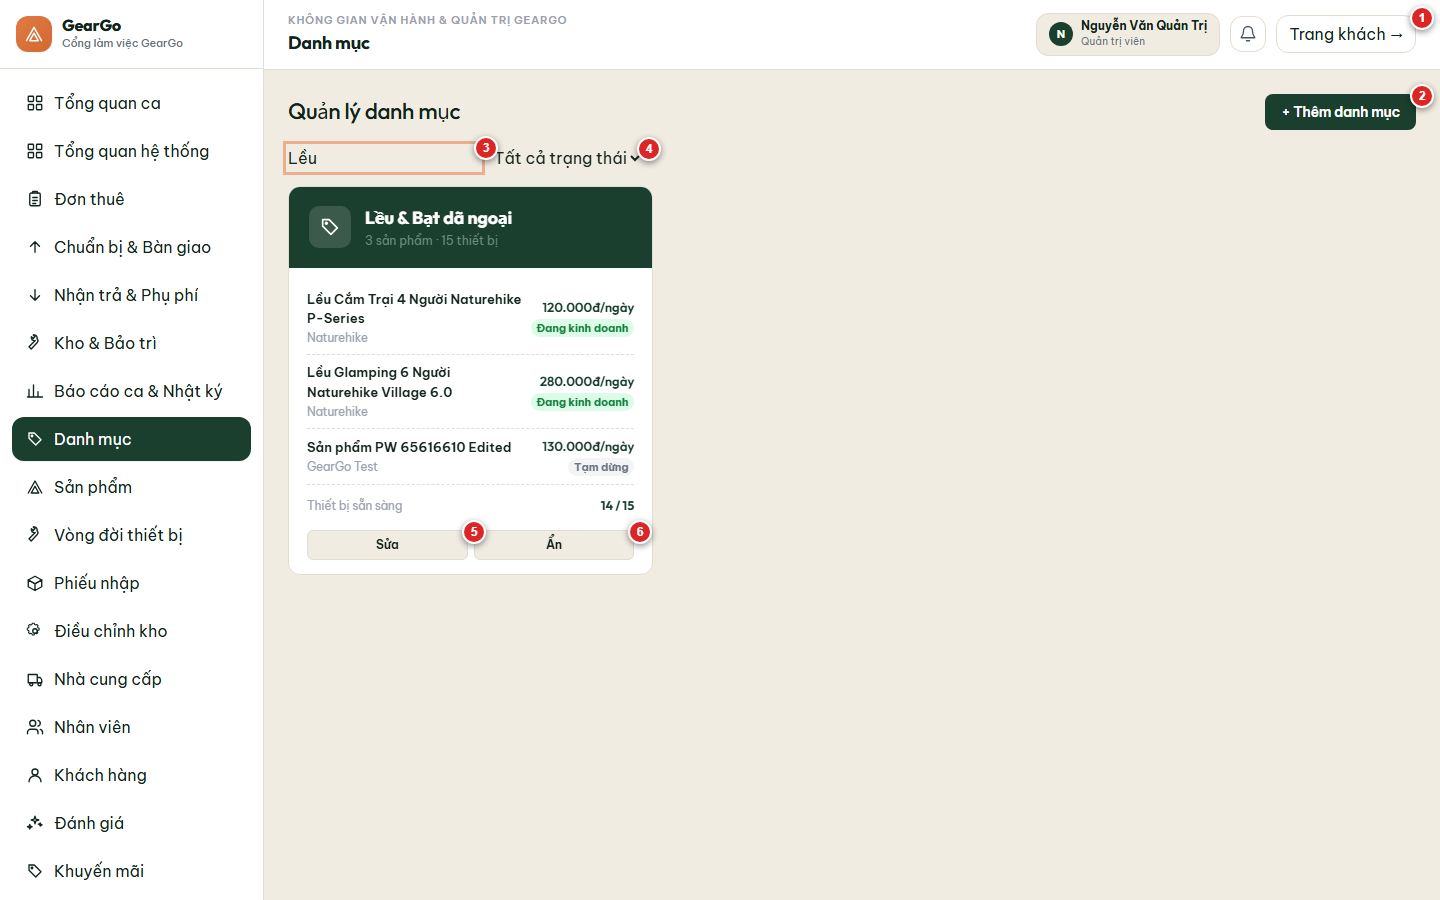 GearGo
Cổng làm việc GearGo
KHÔNG GIAN VẬN HÀNH & QUẢN TRỊ GEARGO
Danh mục
N
Nguyễn Văn Quản Trị
Quản trị viên
Trang khách →
1
Tổng quan ca
Tổng quan hệ thống
Đơn thuê
Chuẩn bị & Bàn giao
Nhận trả & Phụ phí
Kho & Bảo trì
Báo cáo ca & Nhật ký
Danh mục
Sản phẩm
Vòng đời thiết bị
Phiếu nhập
Điều chỉnh kho
Nhà cung cấp
Nhân viên
Khách hàng
Đánh giá
Khuyến mãi
Quản lý danh mục
+ Thêm danh mục
2
Lều
3
Tất cả trạng thái
4
Lều & Bạt dã ngoại
3 sản phẩm · 15 thiết bị
Lều Cắm Trại 4 Người Naturehike
P-Series
Naturehike
120.000đ/ngày
Đang kinh doanh
Lều Glamping 6 Người
Naturehike Village 6.0
Naturehike
280.000đ/ngày
Đang kinh doanh
Sản phẩm PW 65616610 Edited
GearGo Test
130.000đ/ngày
Tạm dừng
Thiết bị sẵn sàng
14 / 15
Sửa
5
Ẩn
6